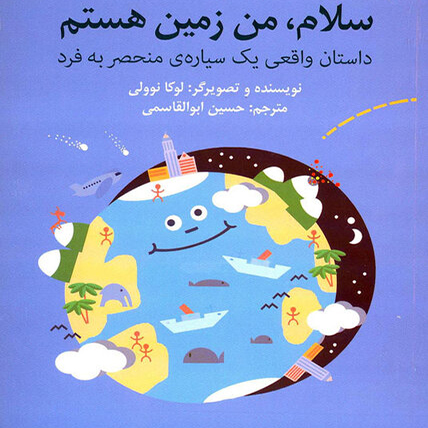 سلام، من زمین هستم
داستان واقعی یک سیاره‌ی منحصر به فرد
نویسنده و تصویرگر: لوکا نوولی
مترجم: حسین ابوالقاسمی